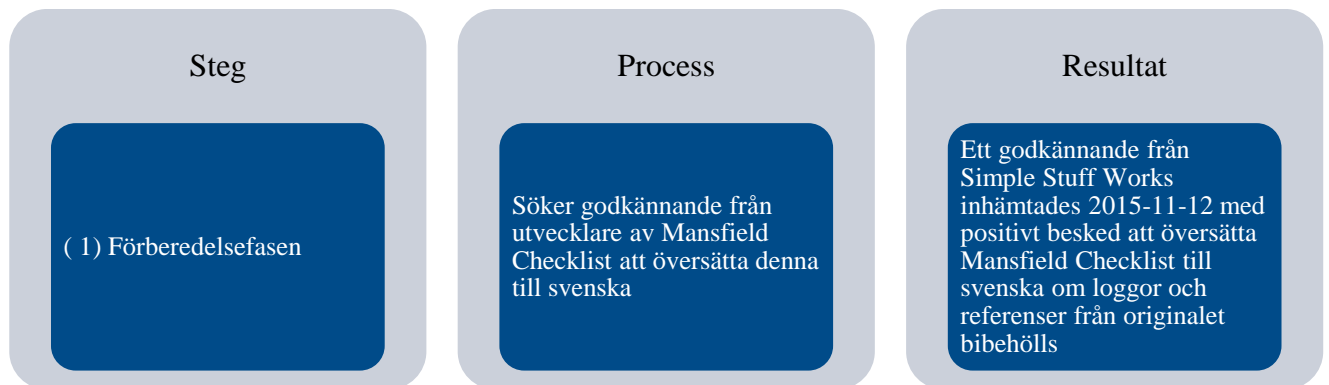 Steg
( 1) Förberedelsefasen
Process
Söker godkännande från
utvecklare av Mansfield
Checklist att översätta denna
till svenska
Resultat
Ett godkännande från
Simple Stuff Works
inhämtades 2015-11-12 med
positivt besked att översätta
Mansfield Checklist till
svenska om loggor och
referenser från originalet
bibehölls